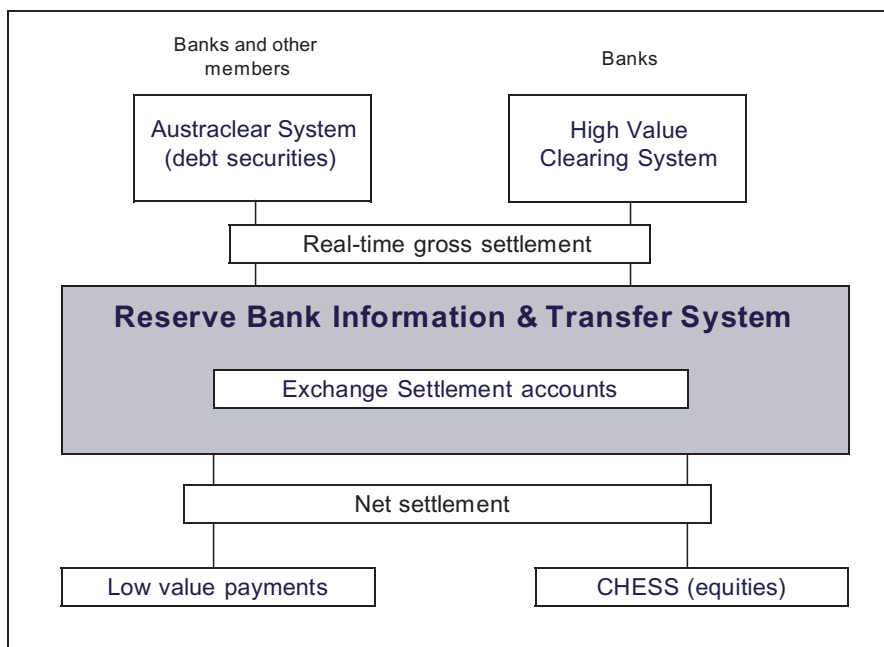 Banks and other
members
Banks
Austraclear System
(debt securities)
High Value
Clearing System
Real-time gross settlement
Reserve Bank Information & Transfer System
Exchange Settlement accounts
Net settlement
Low value payments
CHESS (equities)